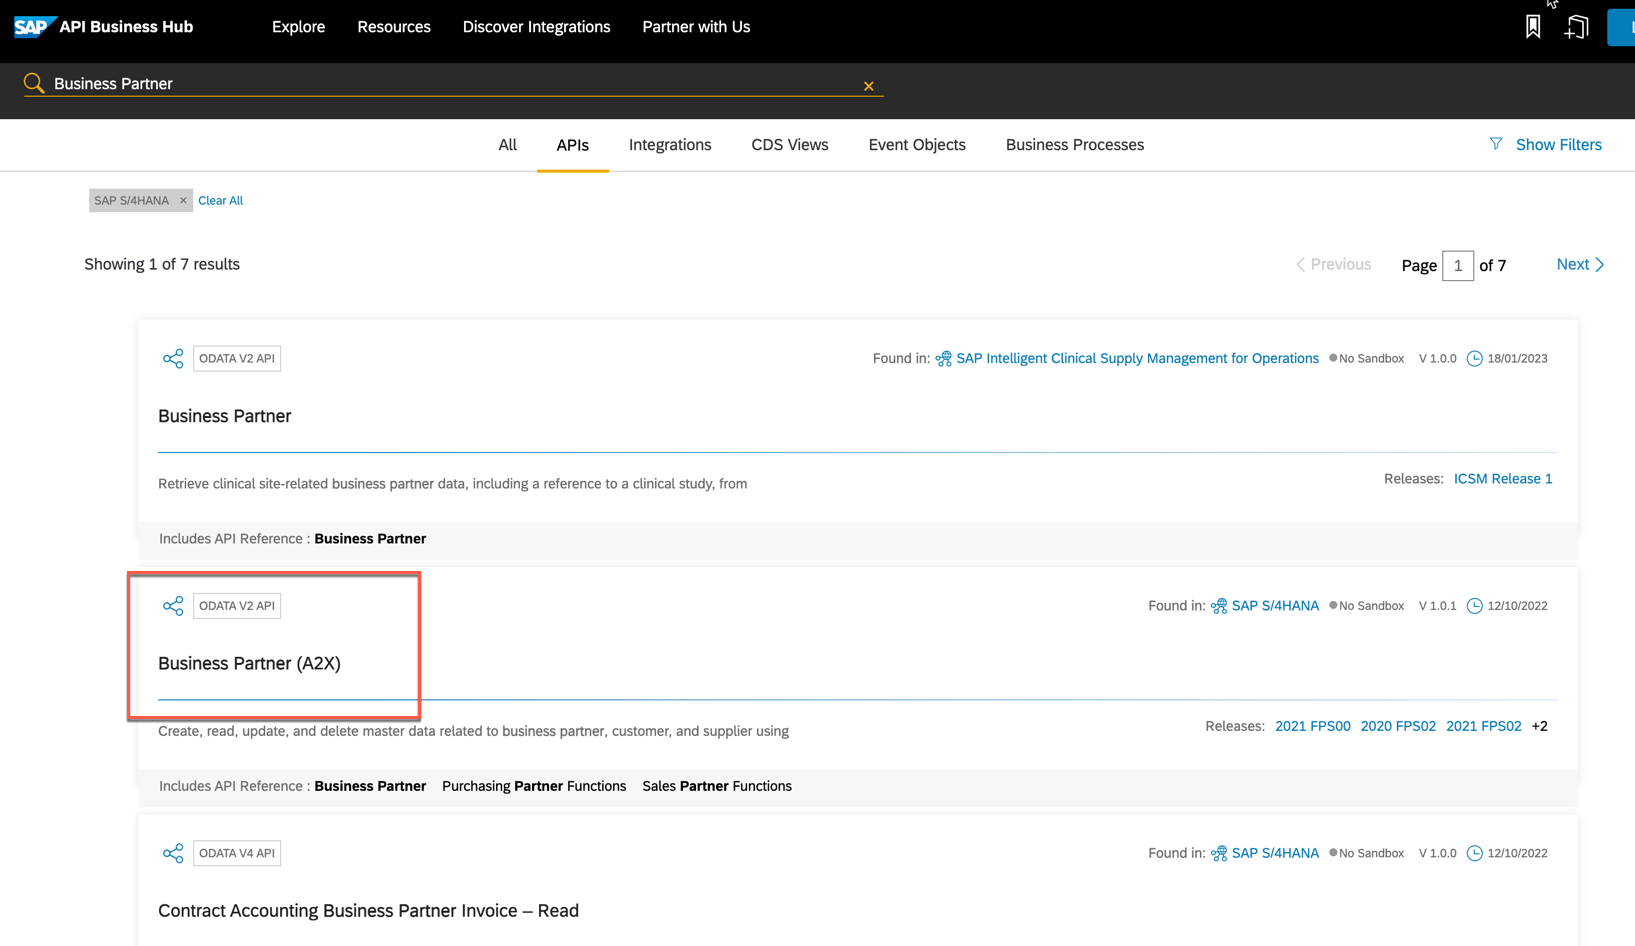 SAP API Business Hub Explore Resources Discover Integrations Partner with Us
Business Partner ×
All APIs Integrations CDS Views Event Objects Business Processes Show Filters
SAP S/4HANA × Clear All
Showing 1 of 7 results Previous Page 1 of 7 Next
ODATA V2 API Found in: SAP Intelligent Clinical Supply Management for Operations No Sandbox V 1.0.0 18/01/2023
Business Partner
Retrieve clinical site-related business partner data, including a reference to a clinical study, from Releases: ICSM Release 1
Includes API Reference : Business Partner
ODATA V2 API Found in: SAP S/4HANA No Sandbox V 1.0.1 12/10/2022
Business Partner (A2X)
Create, read, update, and delete master data related to business partner, customer, and supplier using Releases: 2021 FPS00 2020 FPS02 2021 FPS02 +2
Includes API Reference : Business Partner Purchasing Partner Functions Sales Partner Functions
ODATA V4 API Found in: SAP S/4HANA No Sandbox V 1.0.0 12/10/2022
Contract Accounting Business Partner Invoice – Read